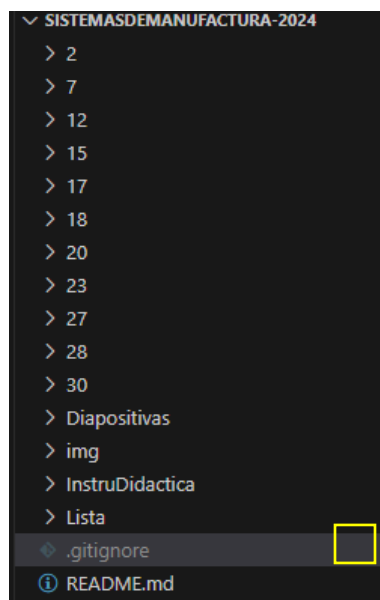 SISTEMASDEMANUFACTURA-2024
2
7
12
15
17
18
20
23
27
28
30
Diapositivas
img
InstruDidactica
Lista
.gitignore
README.md